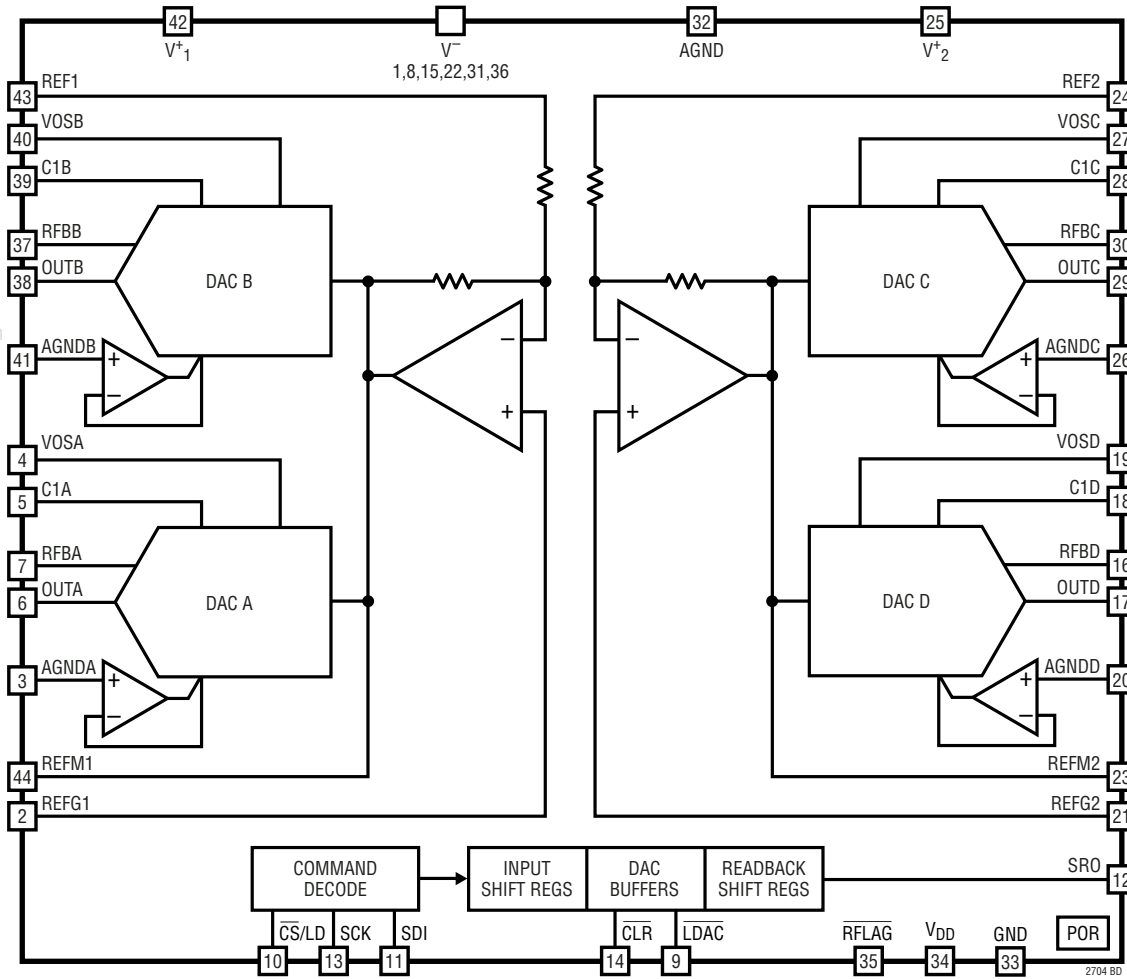 42
32
25
V⁺1
V⁻
AGND
V⁺2
1,8,15,22,31,36
43 REF1
REF2 24
40 VOSB
VOSC 27
39 C1B
C1C 28
37 RFBB
RFBC 30
38 OUTB
DAC B
DAC C
OUTC 29
41 AGNDB
+
−
−
+
−
+
AGNDC 26
+
−
4 VOSA
VOSD 19
5 C1A
C1D 18
7 RFBA
RFBD 16
6 OUTA
DAC A
DAC D
OUTD 17
3 AGNDA
+
−
AGNDD 20
+
−
44 REFM1
REFM2 23
2 REFG1
REFG2 21
COMMAND
DECODE
INPUT
SHIFT REGS
DAC
BUFFERS
READBACK
SHIFT REGS
SRO 12
C̅S̅/LD
SCK
SDI
C̅L̅R̅
L̅D̅A̅C̅
R̅F̅L̅A̅G̅
VDD
GND
POR
10
13
11
14
9
35
34
33
2704 BD